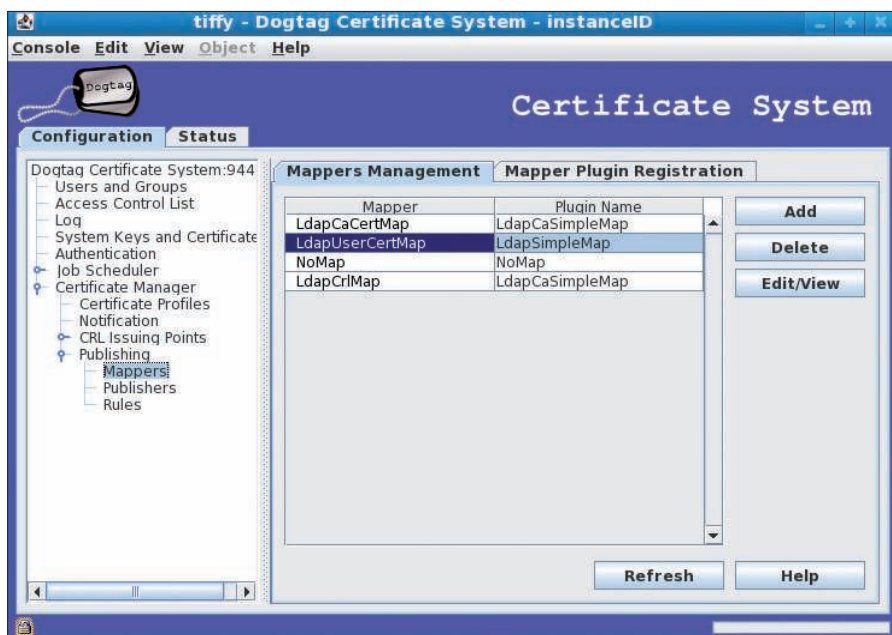 tiffy - Dogtag Certificate System - instanceID
Console Edit View Object Help
Dogtag
Certificate System
Configuration Status
Dogtag Certificate System:944
Users and Groups
Access Control List
Log
System Keys and Certificate
Authentication
Job Scheduler
Certificate Manager
Certificate Profiles
Notification
CRL Issuing Points
Publishing
Mappers
Publishers
Rules
Mappers Management Mapper Plugin Registration
Mapper Plugin Name
LdapCaCertMap LdapCaSimpleMap
LdapUserCertMap LdapSimpleMap
NoMap NoMap
LdapCrlMap LdapCaSimpleMap
Add
Delete
Edit/View
Refresh Help